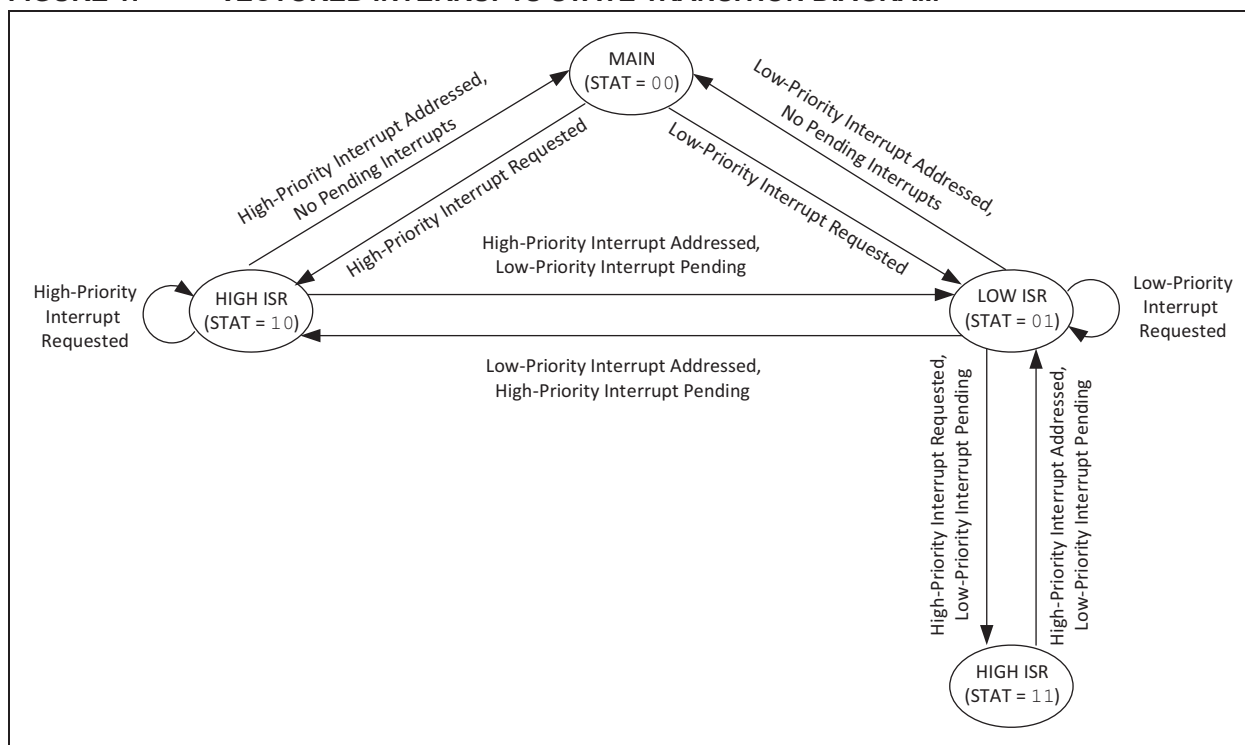 FIGURE 1: VECTORED INTERRUPTS STATE TRANSITION DIAGRAM
MAIN
(STAT = 00)
High-Priority Interrupt Addressed,
No Pending Interrupts
High-Priority Interrupt Requested
Low-Priority Interrupt Requested
Low-Priority Interrupt Addressed,
No Pending Interrupts
High-Priority Interrupt Addressed,
Low-Priority Interrupt Pending
High-Priority
Interrupt
Requested
HIGH ISR
(STAT = 10)
LOW ISR
(STAT = 01)
Low-Priority
Interrupt
Requested
Low-Priority Interrupt Addressed,
High-Priority Interrupt Pending
High-Priority Interrupt Requested,
Low-Priority Interrupt Pending
High-Priority Interrupt Addressed,
Low-Priority Interrupt Pending
HIGH ISR
(STAT = 11)